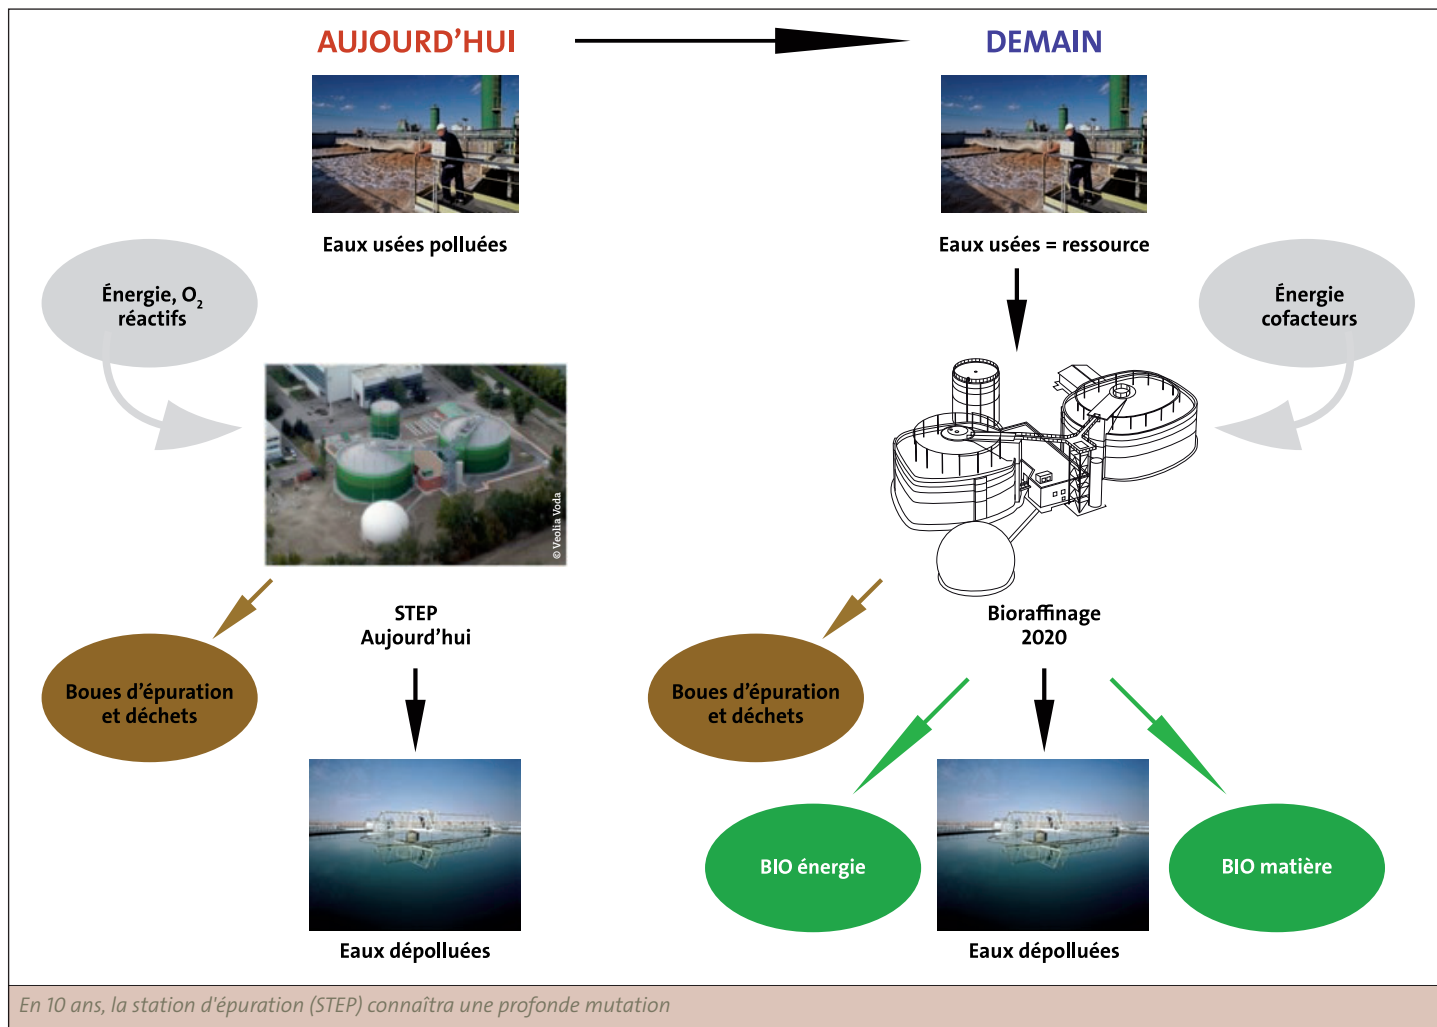 AUJOURD'HUI
DEMAIN
Eaux usées polluées
Eaux usées = ressource
Énergie, O₂
réactifs
Énergie
cofacteurs
© Veolia Voda
STEP
Aujourd'hui
Bioraffinage
2020
Boues d'épuration
et déchets
Boues d'épuration
et déchets
BIO énergie
BIO matière
Eaux dépolluées
Eaux dépolluées
En 10 ans, la station d'épuration (STEP) connaîtra une profonde mutation